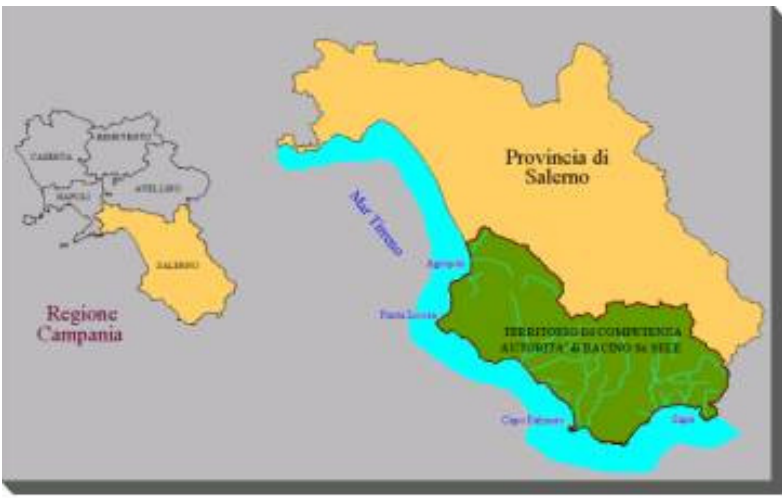 BENEVENTO
CASERTA
NAPOLI
AVELLINO
SALERNO
Regione
Campania
Provincia di
Salerno
Mar Tirreno
Agropoli
Punta Licosa
TERRITORIO DI COMPETENZA
AUTORITA' di BACINO Sx SELE
Capo Palinuro
Sapri